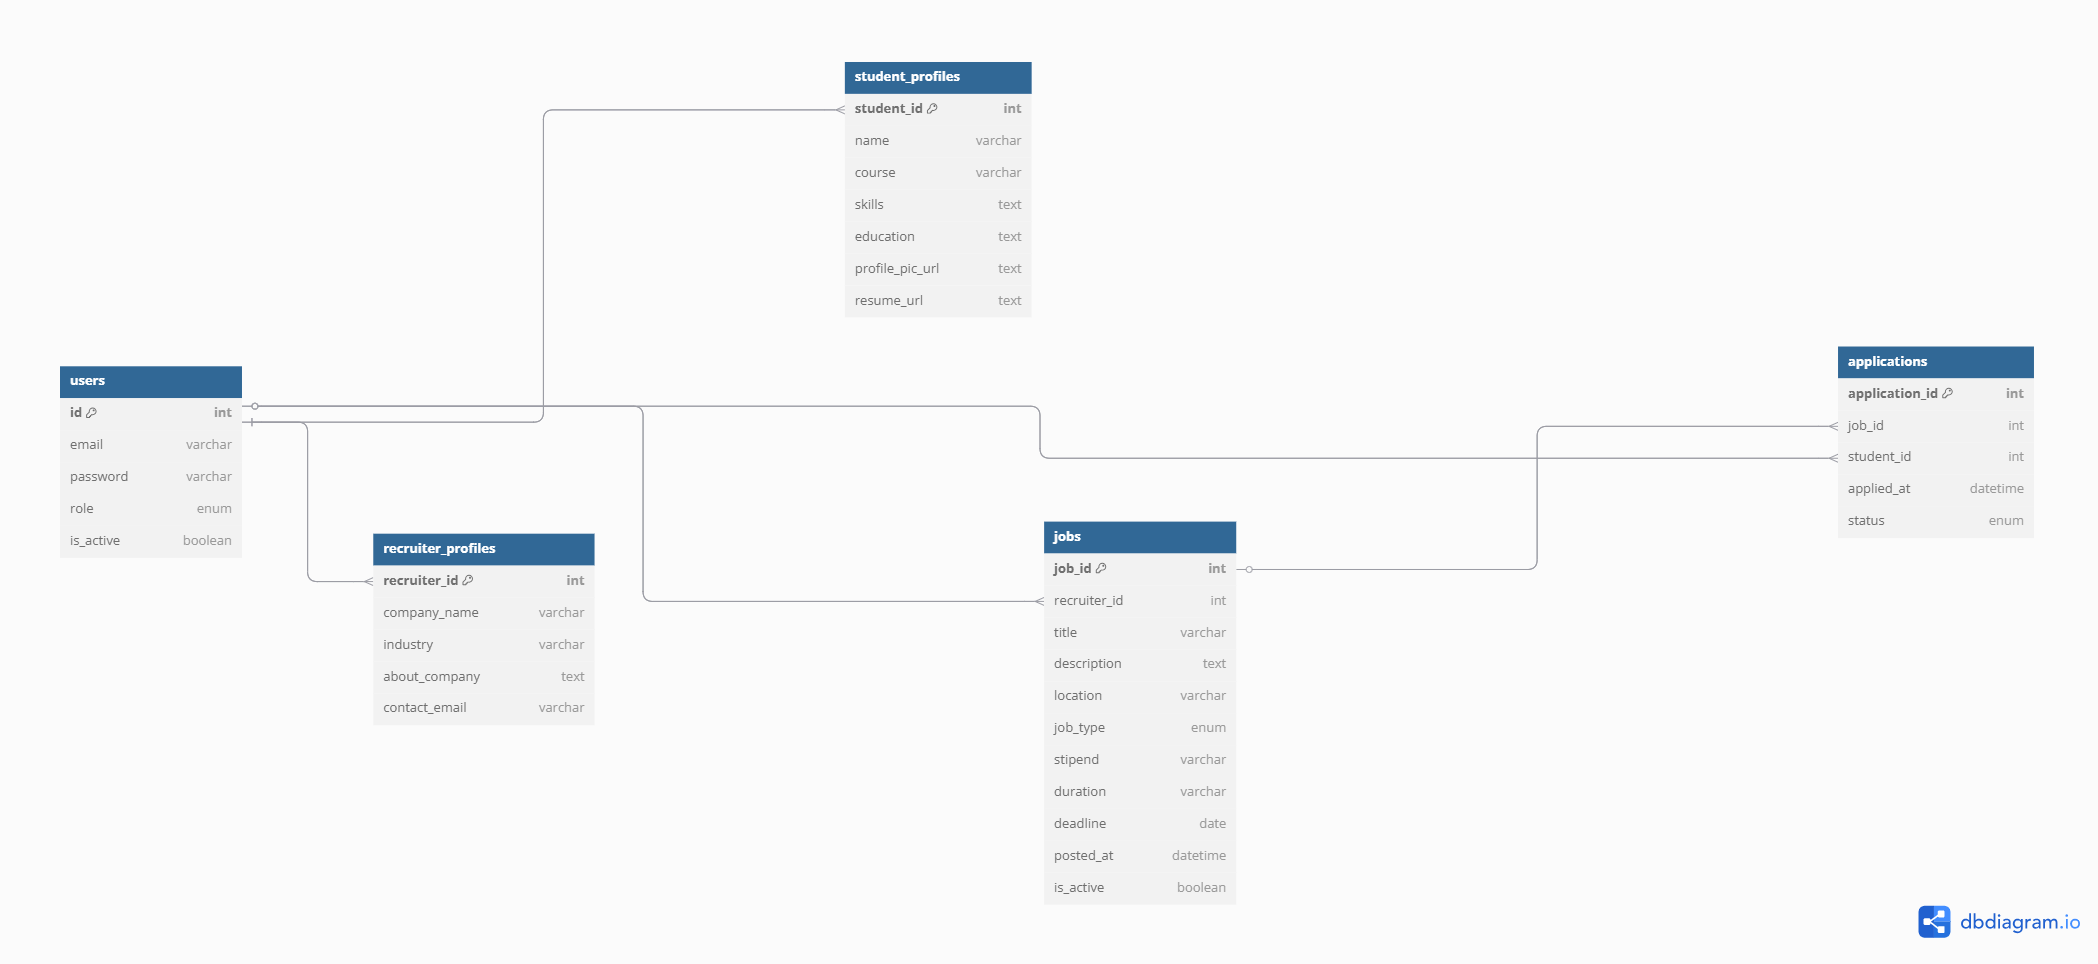 student_profiles
student_id int
name varchar
course varchar
skills text
education text
profile_pic_url text
resume_url text
users
id int
email varchar
password varchar
role enum
is_active boolean
recruiter_profiles
recruiter_id int
company_name varchar
industry varchar
about_company text
contact_email varchar
jobs
job_id int
recruiter_id int
title varchar
description text
location varchar
job_type enum
stipend varchar
duration varchar
deadline date
posted_at datetime
is_active boolean
applications
application_id int
job_id int
student_id int
applied_at datetime
status enum
dbdiagram.io